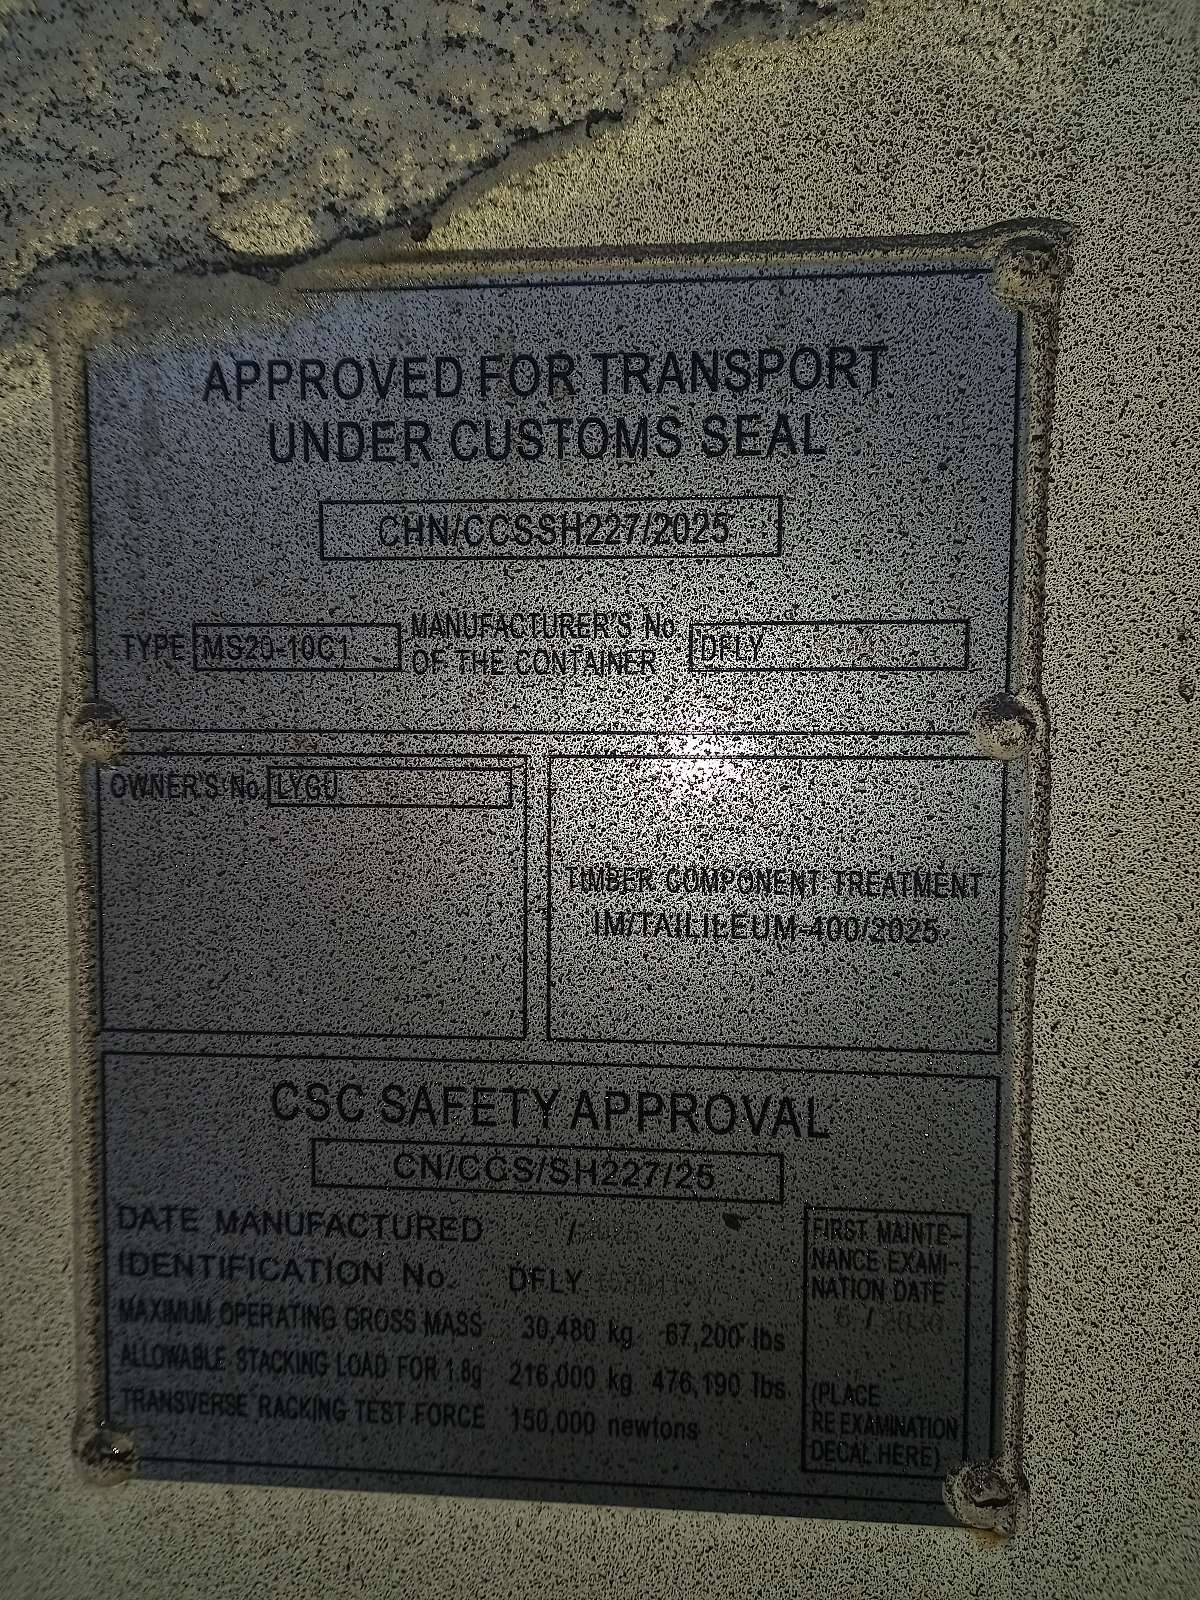 APPROVED FOR TRANSPORT
UNDER CUSTOMS SEAL
CHN/CCSSH227/2025
TYPE MS20-10C1
MANUFACTURER'S No.
OF THE CONTAINER
DFLY
OWNER'S No. LYGU
TIMBER COMPONENT TREATMENT
IM/TAILILEUM-400/2025
CSC SAFETY APPROVAL
CN/CCS/SH227/25
DATE MANUFACTURED /2025
IDENTIFICATION No. DFLY
MAXIMUM OPERATING GROSS MASS 30,480 kg 67,200 lbs
ALLOWABLE STACKING LOAD FOR 1.8g 216,000 kg 476,190 lbs
TRANSVERSE RACKING TEST FORCE 150,000 newtons
FIRST MAINTE-
NANCE EXAMI-
NATION DATE
6 / 2030
(PLACE
RE EXAMINATION
DECAL HERE)